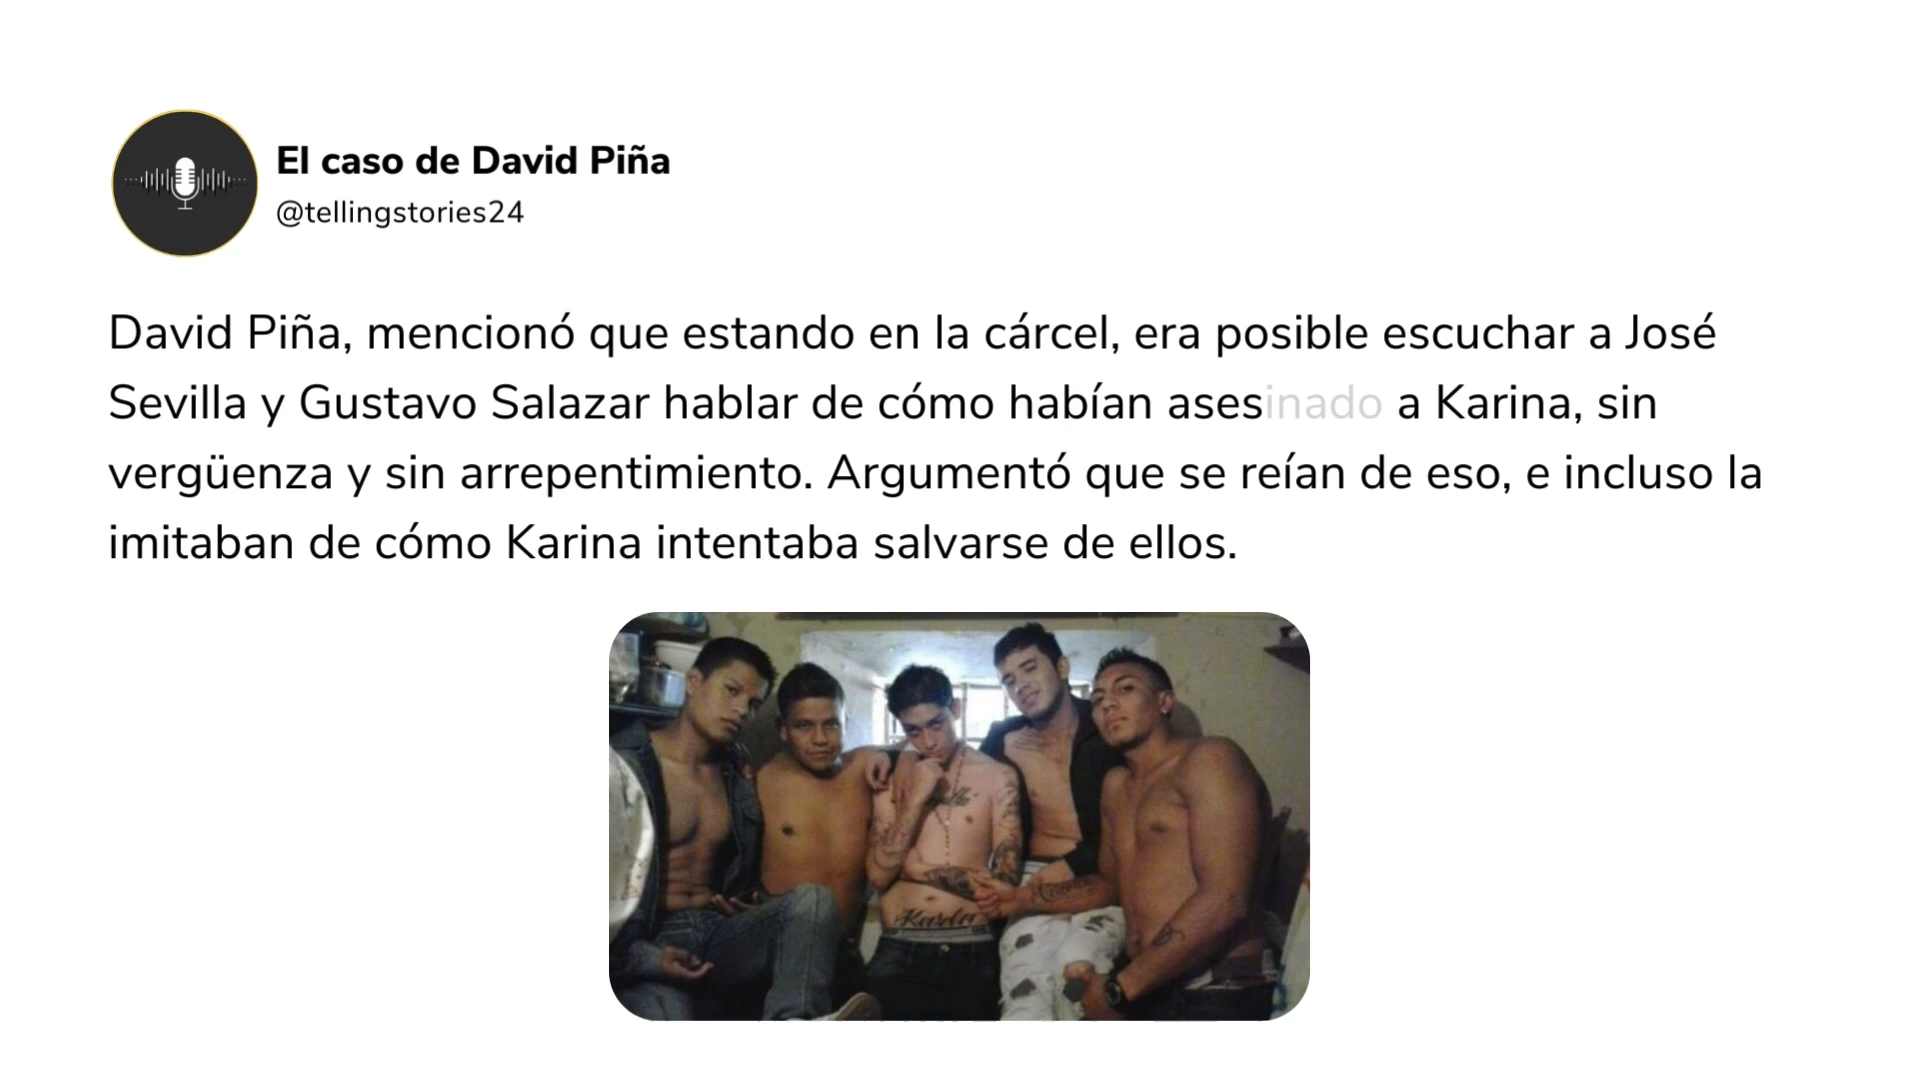 El caso de David Piña
@tellingstories24
David Piña, mencionó que estando en la cárcel, era posible escuchar a José
Sevilla y Gustavo Salazar hablar de cómo habían asesinado a Karina, sin
vergüenza y sin arrepentimiento. Argumentó que se reían de eso, e incluso la
imitaban de cómo Karina intentaba salvarse de ellos.
Karla